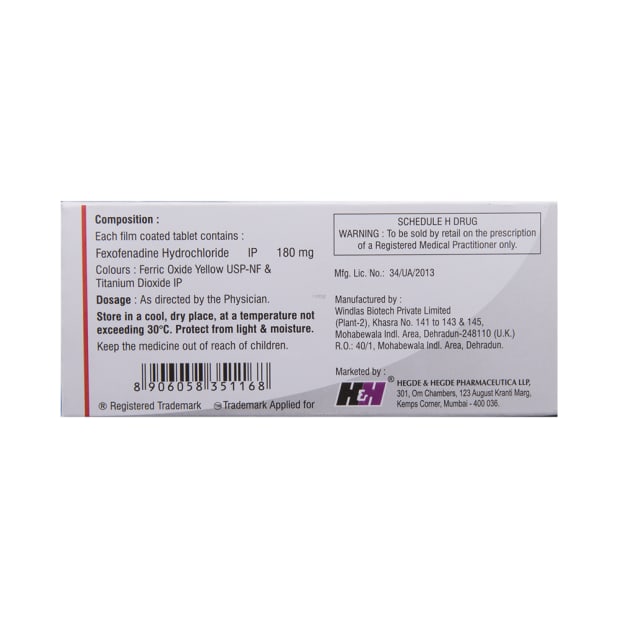 Composition :
Each film coated tablet contains :
Fexofenadine Hydrochloride IP 180 mg
Colours : Ferric Oxide Yellow USP-NF &
Titanium Dioxide IP
Dosage : As directed by the Physician.
Store in a cool, dry place, at a temperature not
exceeding 30°C. Protect from light & moisture.
Keep the medicine out of reach of children.
8 906058 351168
® Registered Trademark ™ Trademark Applied for
SCHEDULE H DRUG
WARNING : To be sold by retail on the prescription
of a Registered Medical Practitioner only.
Mfg. Lic. No.: 34/UA/2013
Manufactured by :
Windlas Biotech Private Limited
(Plant-2), Khasra No. 141 to 143 & 145,
Mohabewala Indl. Area, Dehradun-248110 (U.K.)
R.O.: 40/1, Mohabewala Indl. Area, Dehradun.
Marketed by :
H&H ® HEGDE & HEGDE PHARMACEUTICA LLP,
301, Om Chambers, 123 August Kranti Marg,
Kemps Corner, Mumbai - 400 036.